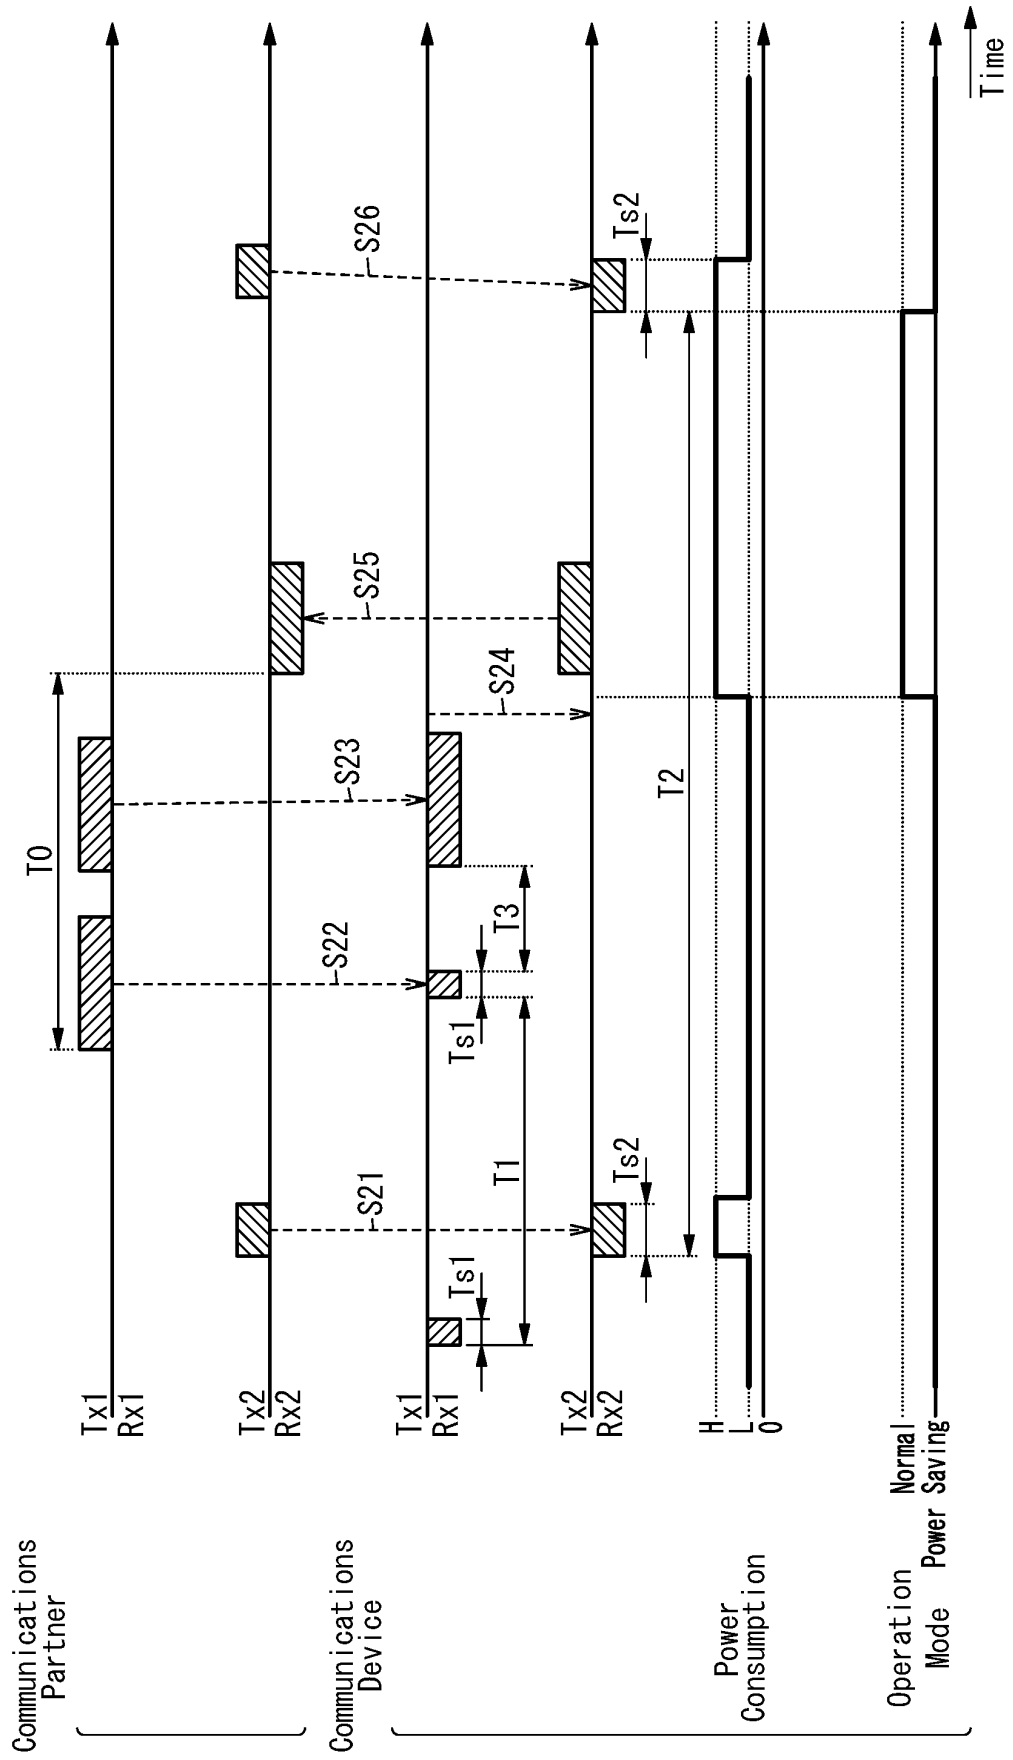 Communications
Partner
Tx1
Rx1
T0
Tx2
Rx2
S21
S22
S23
S25
S26
Communications
Device
Tx1
Rx1
Ts1
T1
Ts1
T3
S24
Tx2
Rx2
Ts2
T2
Ts2
Power
Consumption
H
L
0
Operation
Mode
Normal
Power Saving
Time